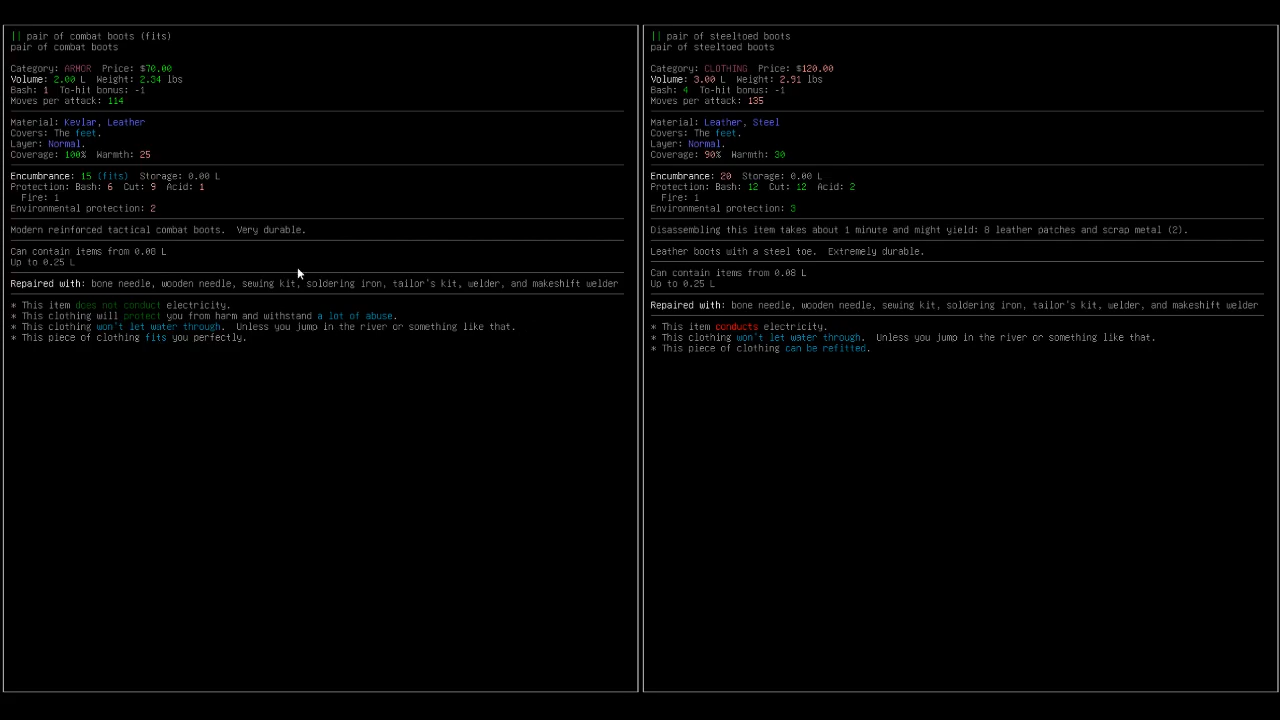 || pair of combat boots (fits)
pair of combat boots
Category: ARMOR  Price: $70.00
Volume: 2.00 L  Weight: 2.34 lbs
Bash: 1  To-hit bonus: -1
Moves per attack: 114
Material: Kevlar, Leather
Covers: The feet.
Layer: Normal.
Coverage: 100%  Warmth: 25
Encumbrance: 15 (fits)  Storage: 0.00 L
Protection: Bash: 6  Cut: 9  Acid: 1
Fire: 1
Environmental protection: 2
Modern reinforced tactical combat boots.  Very durable.
Can contain items from 0.08 L
Up to 0.25 L
Repaired with: bone needle, wooden needle, sewing kit, soldering iron, tailor's kit, welder, and makeshift welder
* This item does not conduct electricity.
* This clothing will protect you from harm and withstand a lot of abuse.
* This clothing won't let water through.  Unless you jump in the river or something like that.
* This piece of clothing fits you perfectly.
|| pair of steeltoed boots
pair of steeltoed boots
Category: CLOTHING  Price: $120.00
Volume: 3.00 L  Weight: 2.91 lbs
Bash: 4  To-hit bonus: -1
Moves per attack: 135
Material: Leather, Steel
Covers: The feet.
Layer: Normal.
Coverage: 90%  Warmth: 30
Encumbrance: 20  Storage: 0.00 L
Protection: Bash: 12  Cut: 12  Acid: 2
Fire: 1
Environmental protection: 3
Disassembling this item takes about 1 minute and might yield: 8 leather patches and scrap metal (2).
Leather boots with a steel toe.  Extremely durable.
Can contain items from 0.08 L
Up to 0.25 L
Repaired with: bone needle, wooden needle, sewing kit, soldering iron, tailor's kit, welder, and makeshift welder
* This item conducts electricity.
* This clothing won't let water through.  Unless you jump in the river or something like that.
* This piece of clothing can be refitted.